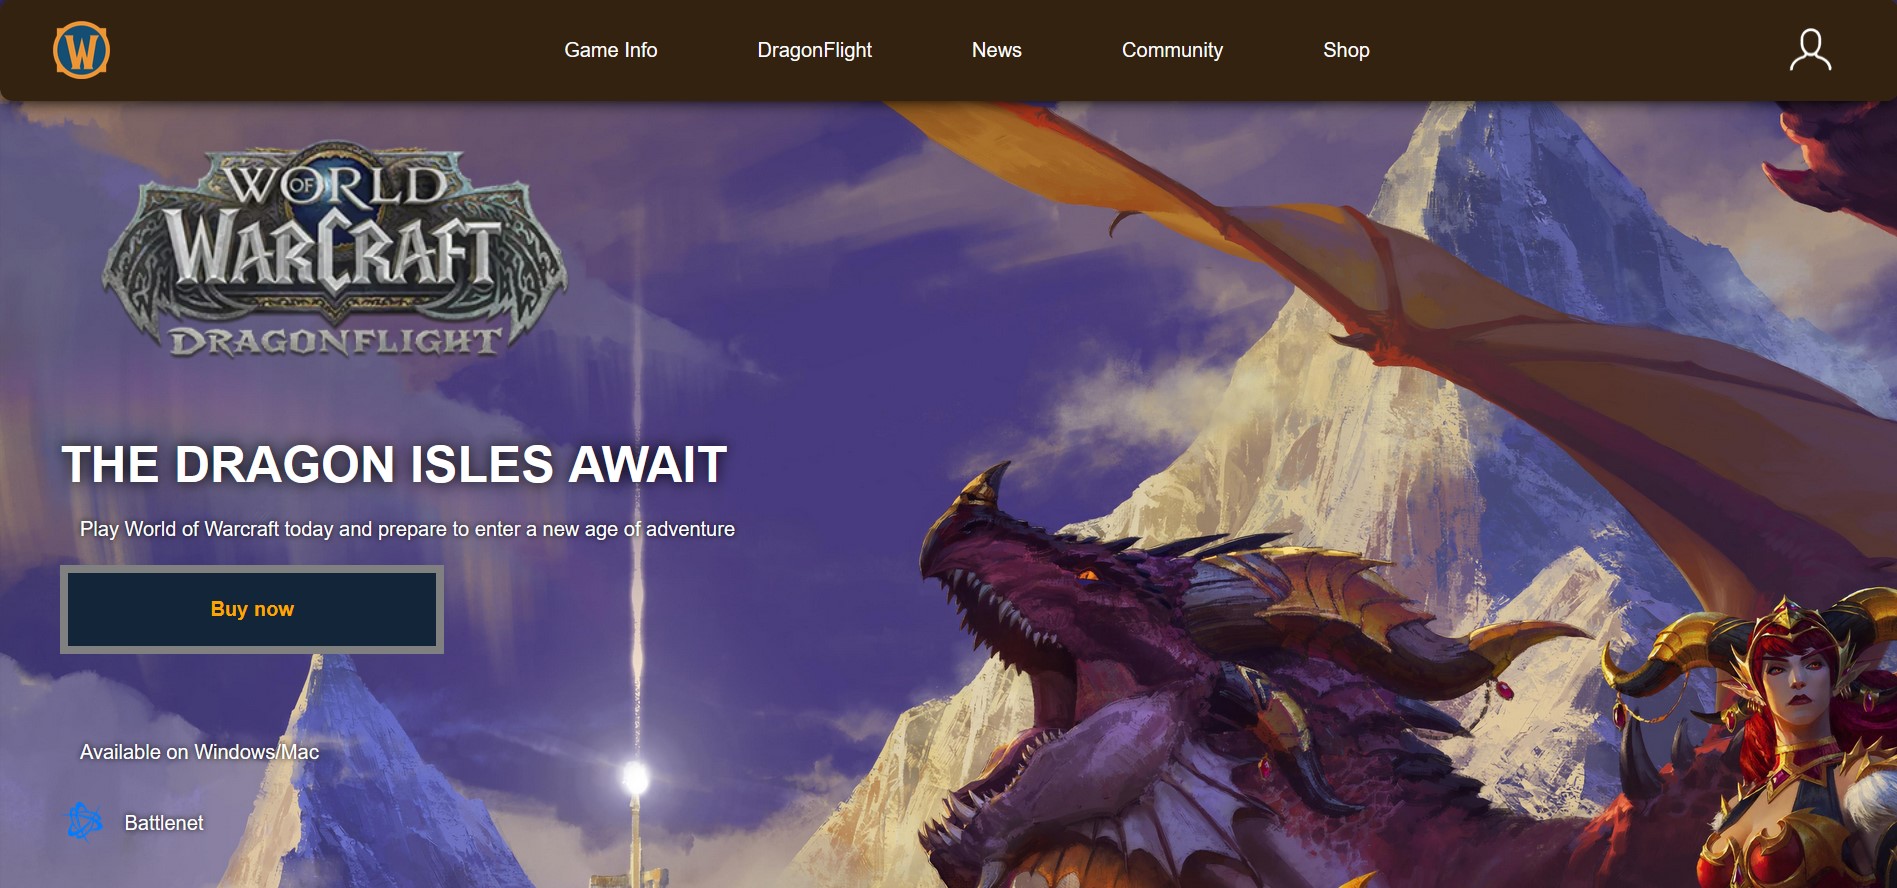 W
Game Info
DragonFlight
News
Community
Shop
WORLD
OF
WARCRAFT
DRAGONFLIGHT
THE DRAGON ISLES AWAIT
Play World of Warcraft today and prepare to enter a new age of adventure
Buy now
Available on Windows/Mac
Battlenet